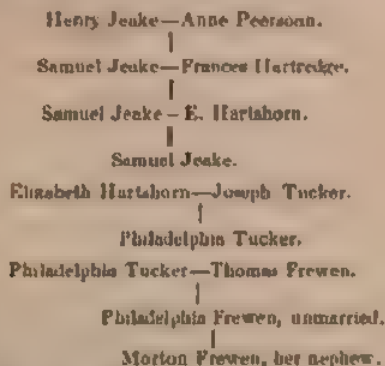 Henry Jeake—Anne Peersonn.
Samuel Jeake—Frances Hartredge.
Samuel Jeake—E. Hartshorn.
Samuel Jeake.
Elizabeth Hartshorn—Joseph Tucker.
Philadelphia Tucker.
Philadelphia Tucker—Thomas Frewen.
Philadelphia Frewen, unmarried.
Morton Frewen, her nephew.